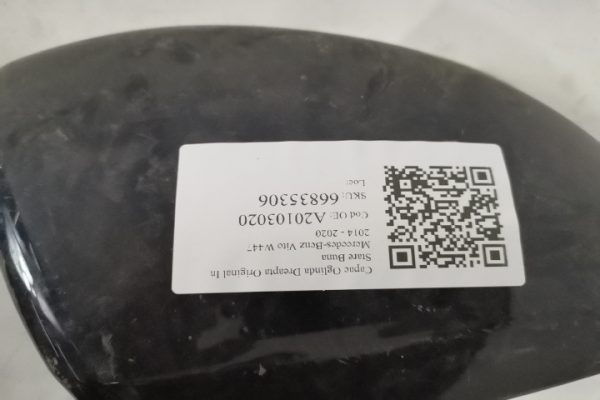 Capac Oglinda Dreapta Original In
Stare Buna
Mercedes-Benz Vito W447
2014 - 2020
Cod OE: A20103020
SKU: 66835306
Loc: